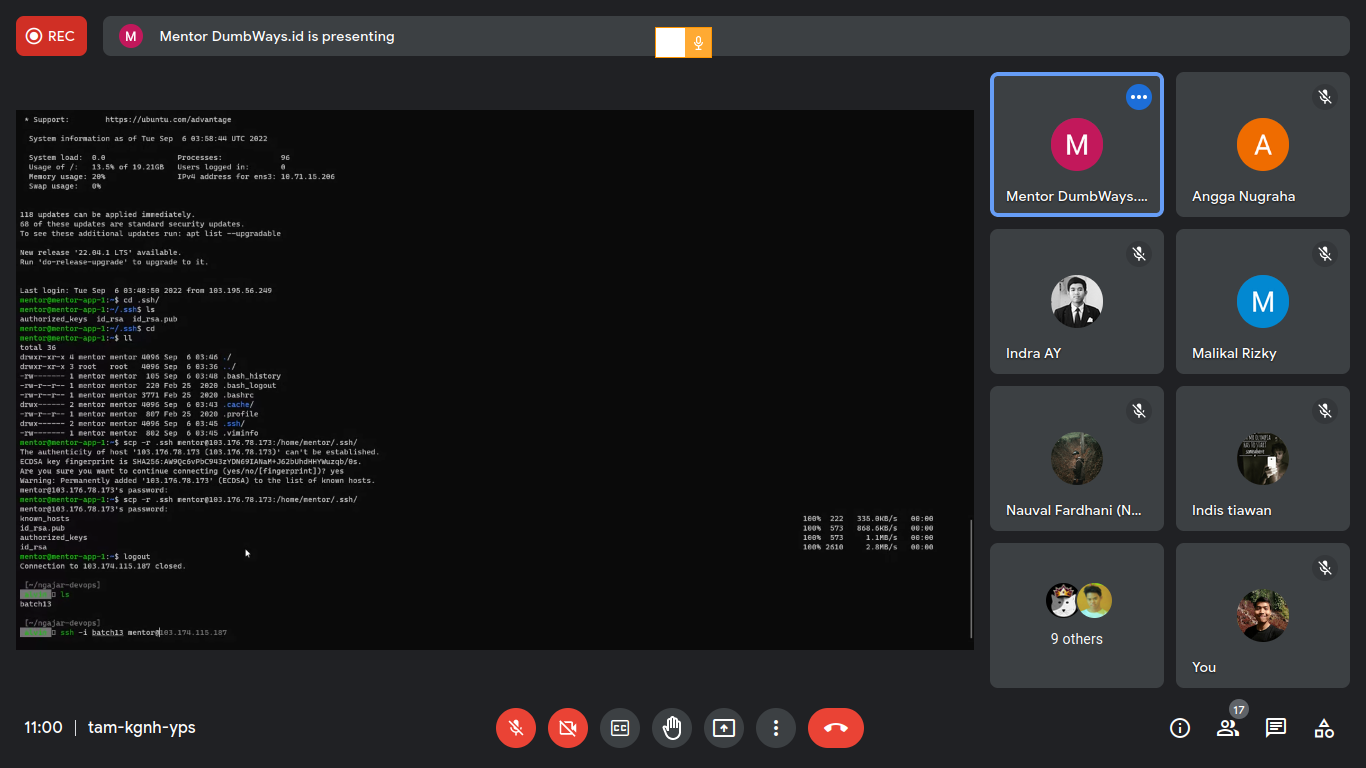 REC
M
Mentor DumbWays.id is presenting
* Support: https://ubuntu.com/advantage
System information as of Tue Sep 6 03:58:44 UTC 2022
System load: 0.0 Processes: 96
Usage of /: 13.5% of 19.21GB Users logged in: 0
Memory usage: 20% IPv4 address for ens3: 10.71.15.206
Swap usage: 0%
118 updates can be applied immediately.
68 of these updates are standard security updates.
To see these additional updates run: apt list --upgradable
New release '22.04.1 LTS' available.
Run 'do-release-upgrade' to upgrade to it.
Last login: Tue Sep 6 03:48:50 2022 from 103.195.56.249
mentor@mentor-app-1:~$ cd .ssh/
mentor@mentor-app-1:~/.ssh$ ls
authorized_keys id_rsa id_rsa.pub
mentor@mentor-app-1:~/.ssh$ cd
mentor@mentor-app-1:~$ ll
total 36
drwxr-xr-x 4 mentor mentor 4096 Sep 6 03:46 ./
drwxr-xr-x 3 root root 4096 Sep 6 03:36 ../
-rw------- 1 mentor mentor 105 Sep 6 03:48 .bash_history
-rw-r--r-- 1 mentor mentor 220 Feb 25 2020 .bash_logout
-rw-r--r-- 1 mentor mentor 3771 Feb 25 2020 .bashrc
drwx------ 2 mentor mentor 4096 Sep 6 03:43 .cache/
-rw-r--r-- 1 mentor mentor 807 Feb 25 2020 .profile
drwx------ 2 mentor mentor 4096 Sep 6 03:45 .ssh/
-rw------- 1 mentor mentor 802 Sep 6 03:45 .viminfo
mentor@mentor-app-1:~$ scp -r .ssh mentor@103.176.78.173:/home/mentor/.ssh/
The authenticity of host '103.176.78.173 (103.176.78.173)' can't be established.
ECDSA key fingerprint is SHA256:AW9Qc6vPbC943zYDN69IANaM+J62bUhdHYWuzqb/0s.
Are you sure you want to continue connecting (yes/no/[fingerprint])? yes
Warning: Permanently added '103.176.78.173' (ECDSA) to the list of known hosts.
mentor@103.176.78.173's password:
mentor@mentor-app-1:~$ scp -r .ssh mentor@103.176.78.173:/home/mentor/.ssh/
mentor@103.176.78.173's password:
known_hosts 100% 222 335.0KB/s 00:00
id_rsa.pub 100% 573 868.6KB/s 00:00
authorized_keys 100% 573 1.1MB/s 00:00
id_rsa 100% 2610 2.8MB/s 00:00
mentor@mentor-app-1:~$ logout
Connection to 103.174.115.187 closed.
[~/ngajar-devops]
ls
batch13
[~/ngajar-devops]
ssh -i batch13 mentor@103.174.115.187
M
Mentor DumbWays....
A
Angga Nugraha
Indra AY
M
Malikal Rizky
Nauval Fardhani (N...
Indis tiawan
9 others
You
11:00 | tam-kgnh-yps
17